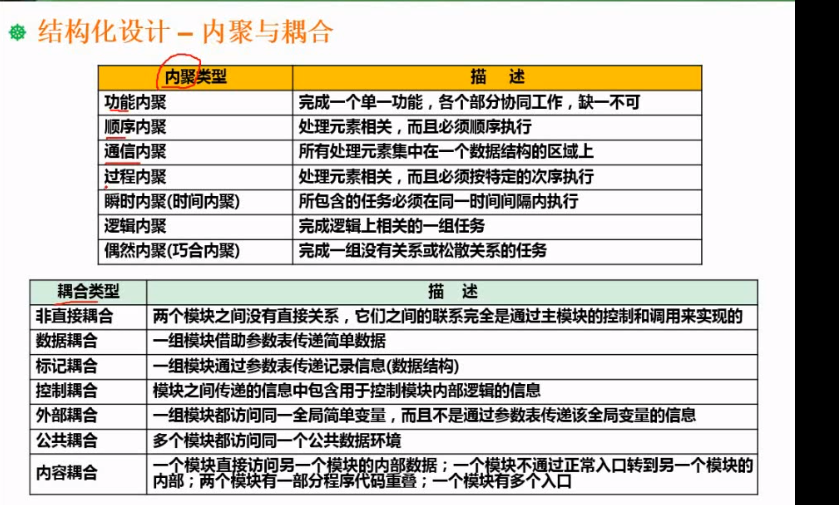 结构化设计 – 内聚与耦合
内聚类型 描 述
功能内聚 完成一个单一功能，各个部分协同工作，缺一不可
顺序内聚 处理元素相关，而且必须顺序执行
通信内聚 所有处理元素集中在一个数据结构的区域上
过程内聚 处理元素相关，而且必须按特定的次序执行
瞬时内聚(时间内聚) 所包含的任务必须在同一时间间隔内执行
逻辑内聚 完成逻辑上相关的一组任务
偶然内聚(巧合内聚) 完成一组没有关系或松散关系的任务
耦合类型 描 述
非直接耦合 两个模块之间没有直接关系，它们之间的联系完全是通过主模块的控制和调用来实现的
数据耦合 一组模块借助参数表传递简单数据
标记耦合 一组模块通过参数表传递记录信息(数据结构)
控制耦合 模块之间传递的信息中包含用于控制模块内部逻辑的信息
外部耦合 一组模块都访问同一全局简单变量，而且不是通过参数表传递该全局变量的信息
公共耦合 多个模块都访问同一个公共数据环境
内容耦合 一个模块直接访问另一个模块的内部数据；一个模块不通过正常入口转到另一个模块的
内部；两个模块有一部分程序代码重叠；一个模块有多个入口